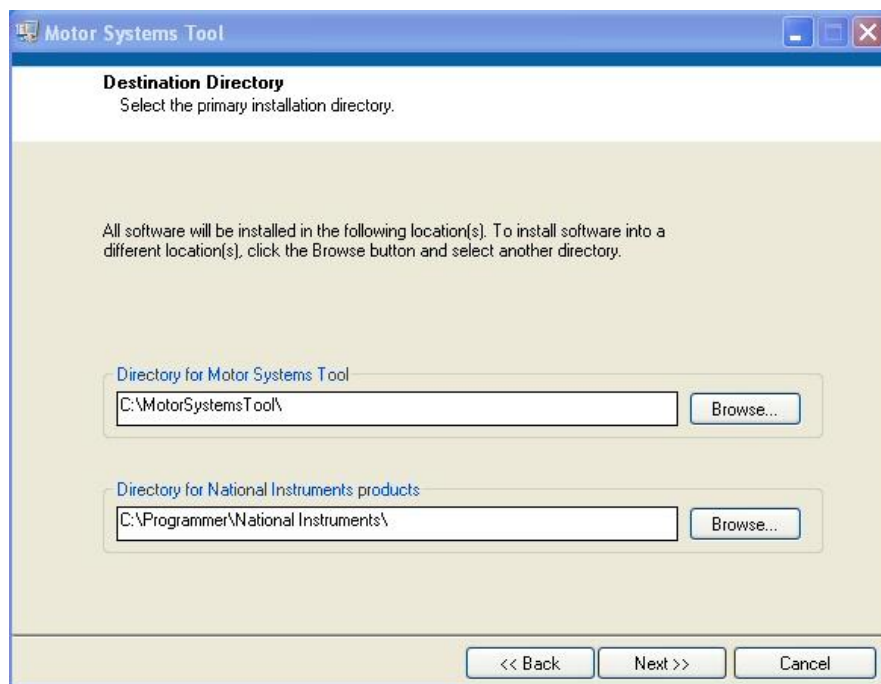 Motor Systems Tool
Destination Directory
Select the primary installation directory.
All software will be installed in the following location(s). To install software into a
different location(s), click the Browse button and select another directory.
Directory for Motor Systems Tool
C:\MotorSystemsTool\
Browse...
Directory for National Instruments products
C:\Programmer\National Instruments\
Browse...
<< Back
Next >>
Cancel